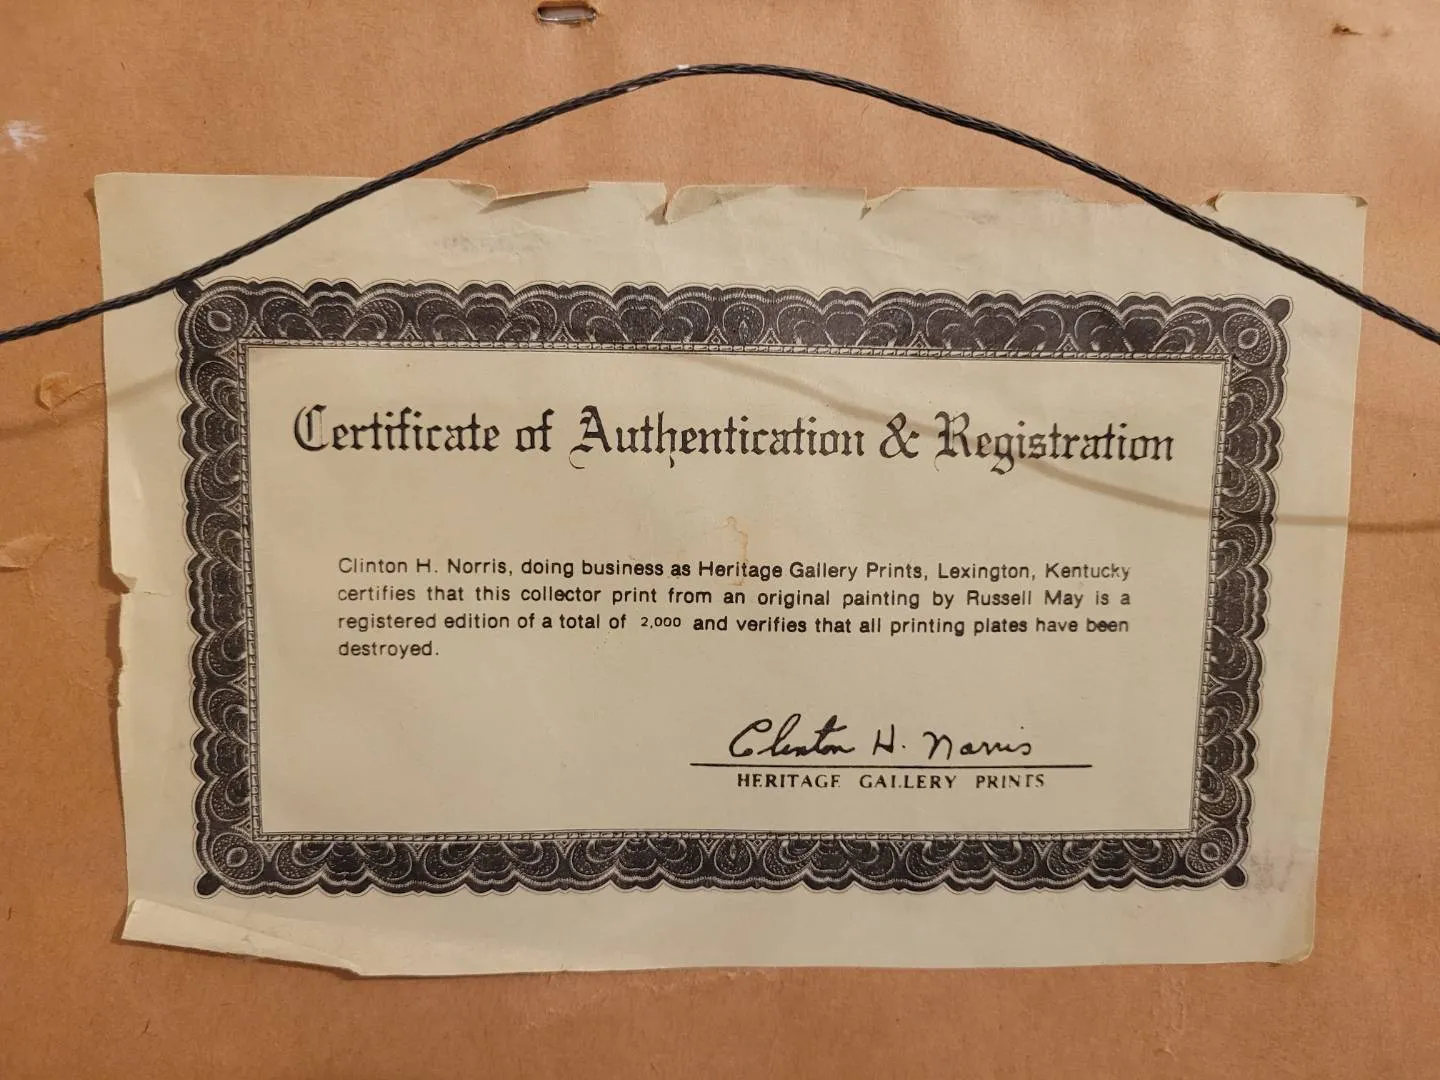 Certificate of Authentication & Registration
Clinton H. Norris, doing business as Heritage Gallery Prints, Lexington, Kentucky
certifies that this collector print from an original painting by Russell May is a
registered edition of a total of 2,000 and verifies that all printing plates have been
destroyed.
Clinton H. Norris
HERITAGE GALLERY PRINTS